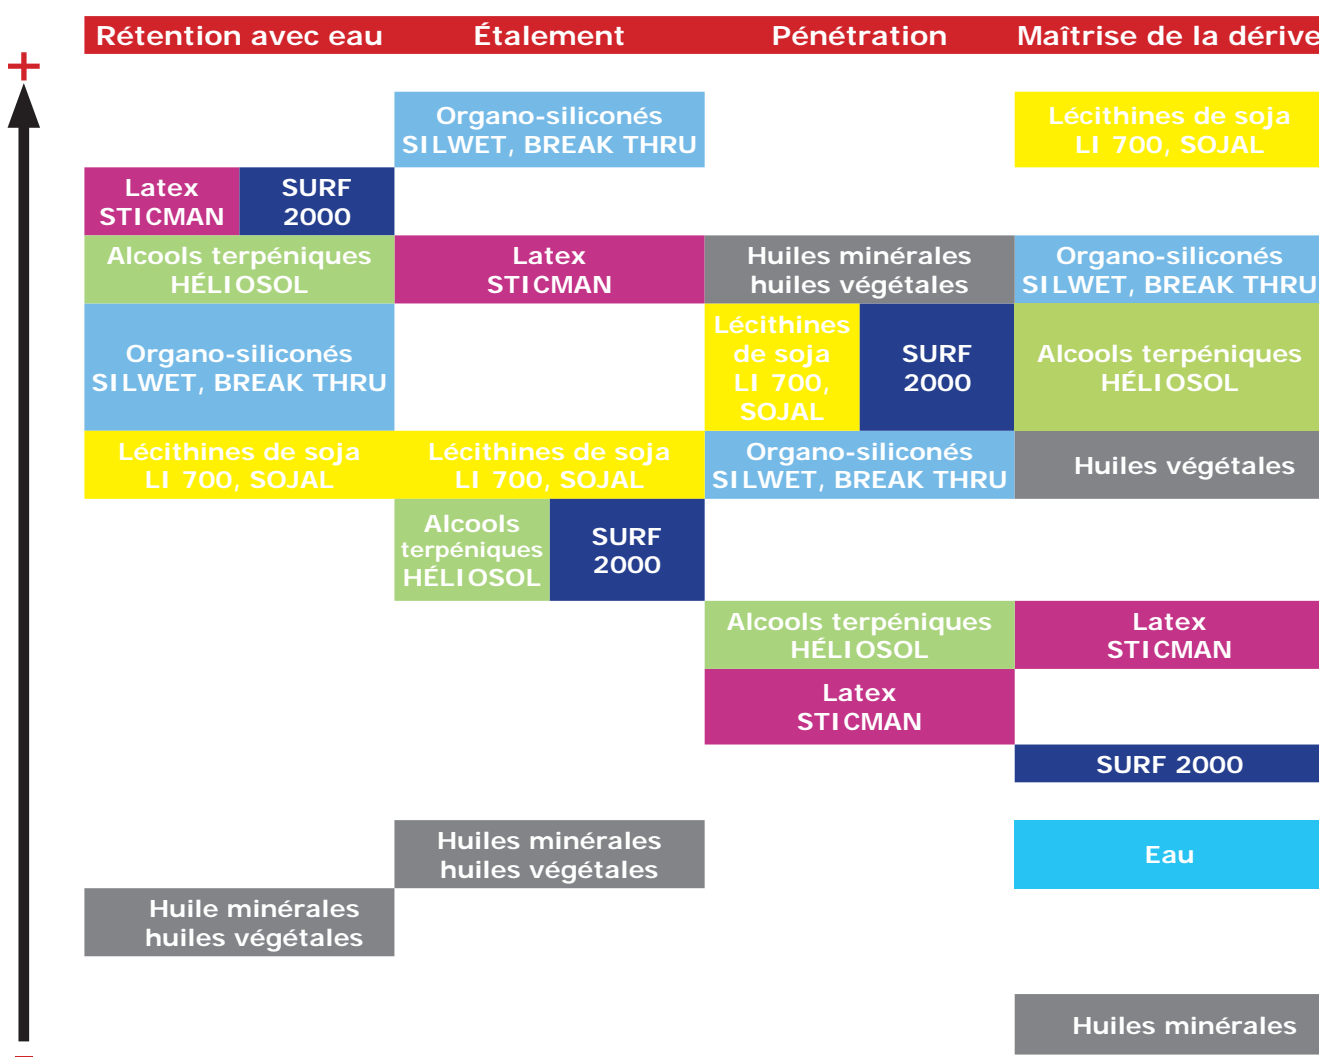 Rétention avec eau
Étalement
Pénétration
Maîtrise de la dérive
+
Organo-siliconés
SILWET, BREAK THRU
Lécithines de soja
LI 700, SOJAL
Latex
STICMAN
SURF
2000
Alcools terpéniques
HÉLIOSOL
Latex
STICMAN
Huiles minérales
huiles végétales
Organo-siliconés
SILWET, BREAK THRU
Organo-siliconés
SILWET, BREAK THRU
Lécithines
de soja
LI 700,
SOJAL
SURF
2000
Alcools terpéniques
HÉLIOSOL
Lécithines de soja
LI 700, SOJAL
Lécithines de soja
LI 700, SOJAL
Organo-siliconés
SILWET, BREAK THRU
Huiles végétales
Alcools
terpéniques
HÉLIOSOL
SURF
2000
Alcools terpéniques
HÉLIOSOL
Latex
STICMAN
Latex
STICMAN
SURF 2000
Huiles minérales
huiles végétales
Eau
Huile minérales
huiles végétales
Huiles minérales
-